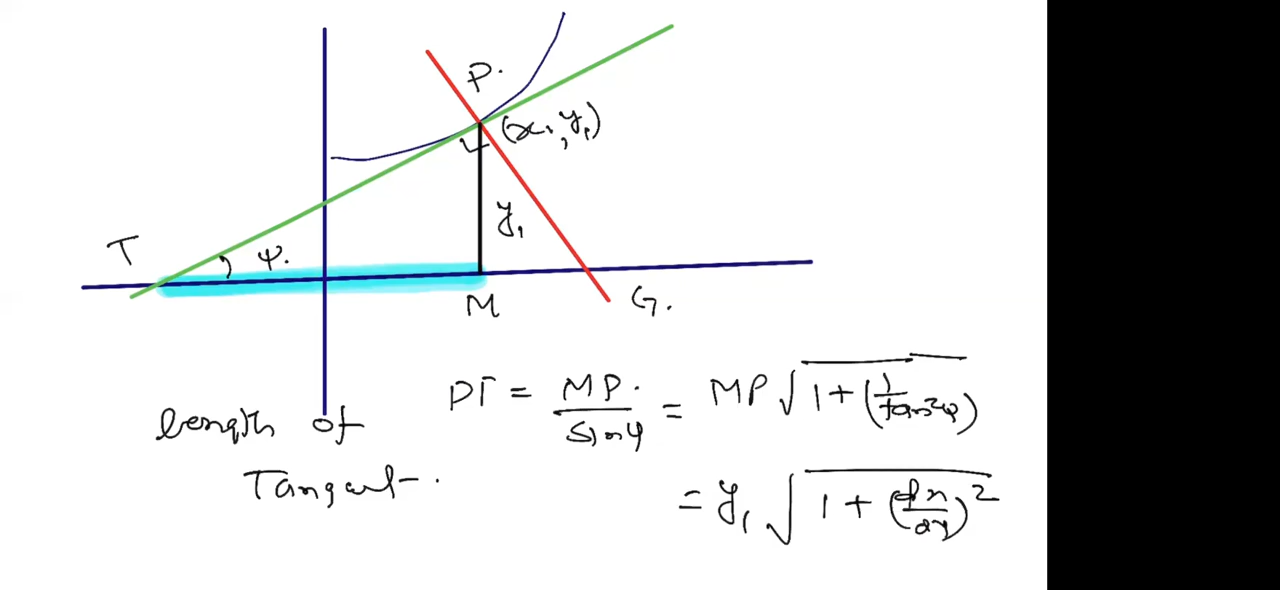 P.
(x₁, y₁)
T
ψ.
y₁
M
G.
PT = MP. / sinψ = MP √(1 + (1/tan²ψ))
Length of
Tangent.
= y₁ √(1 + (dx/dy)²)